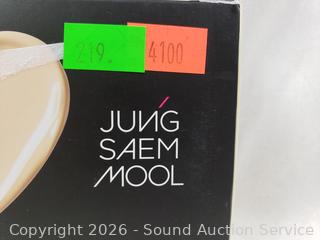 219.
4100
JUNG
SAEM
MOOL
Copyright © 2026 - Sound Auction Service